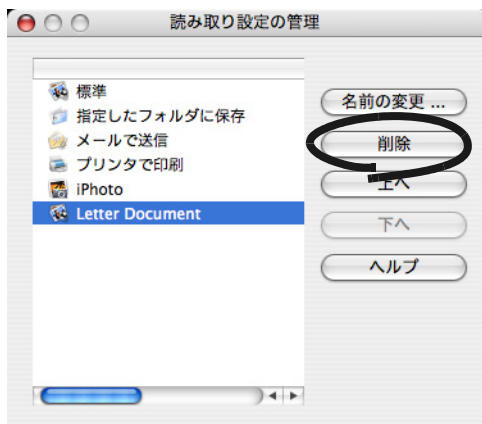 読み取り設定の管理
標準
指定したフォルダに保存
メールで送信
プリンタで印刷
iPhoto
Letter Document
名前の変更 ...
削除
上へ
下へ
ヘルプ